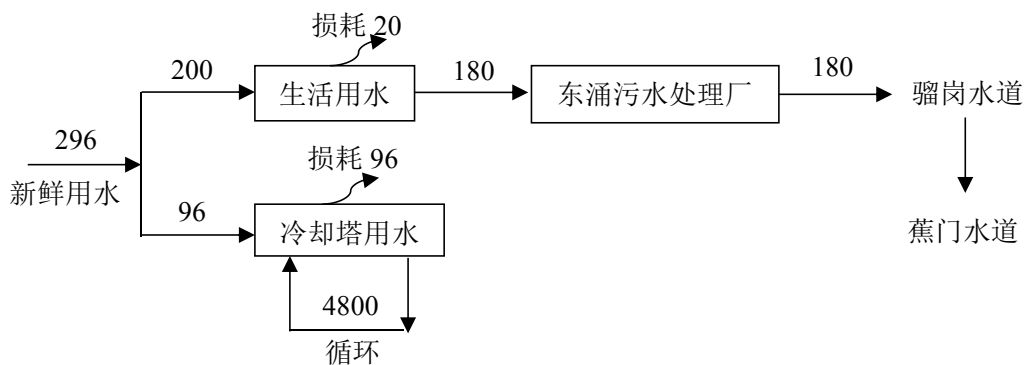 损耗 20
200
生活用水
180
东涌污水处理厂
180
骝岗水道
296
新鲜用水
损耗 96
96
冷却塔用水
蕉门水道
4800
循环